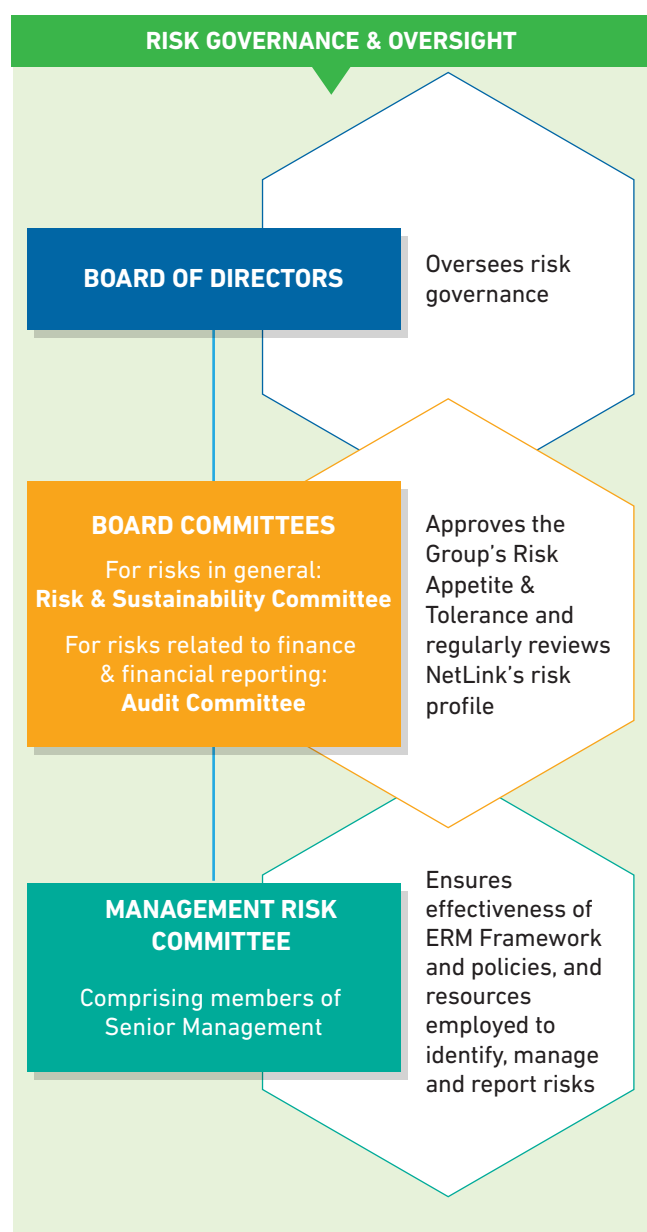 RISK GOVERNANCE & OVERSIGHT
BOARD OF DIRECTORS
Oversees risk
governance
BOARD COMMITTEES
For risks in general:
Risk & Sustainability Committee
For risks related to finance
& financial reporting:
Audit Committee
Approves the
Group’s Risk
Appetite &
Tolerance and
regularly reviews
NetLink’s risk
profile
MANAGEMENT RISK
COMMITTEE
Comprising members of
Senior Management
Ensures
effectiveness of
ERM Framework
and policies, and
resources
employed to
identify, manage
and report risks